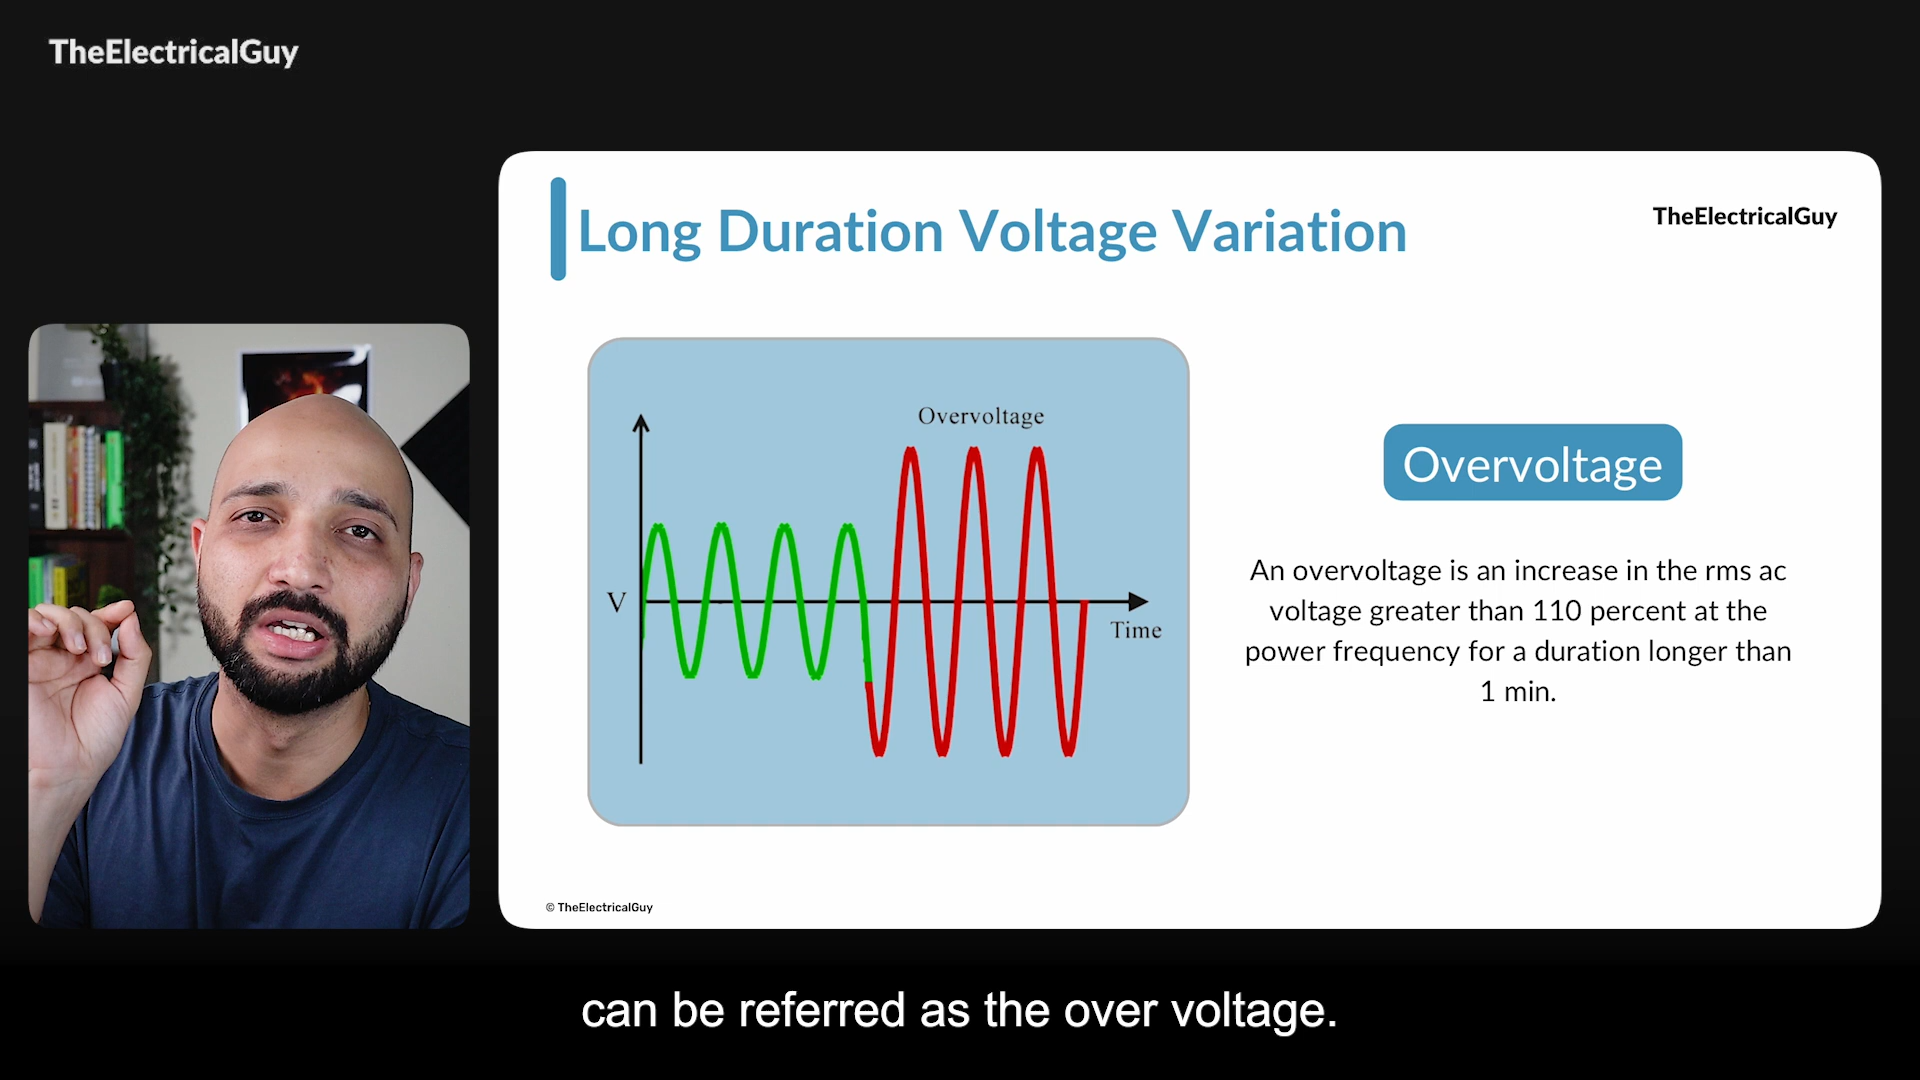 TheElectricalGuy
Long Duration Voltage Variation
TheElectricalGuy
Overvoltage
V
Time
Overvoltage
An overvoltage is an increase in the rms ac
voltage greater than 110 percent at the
power frequency for a duration longer than
1 min.
© TheElectricalGuy
can be referred as the over voltage.